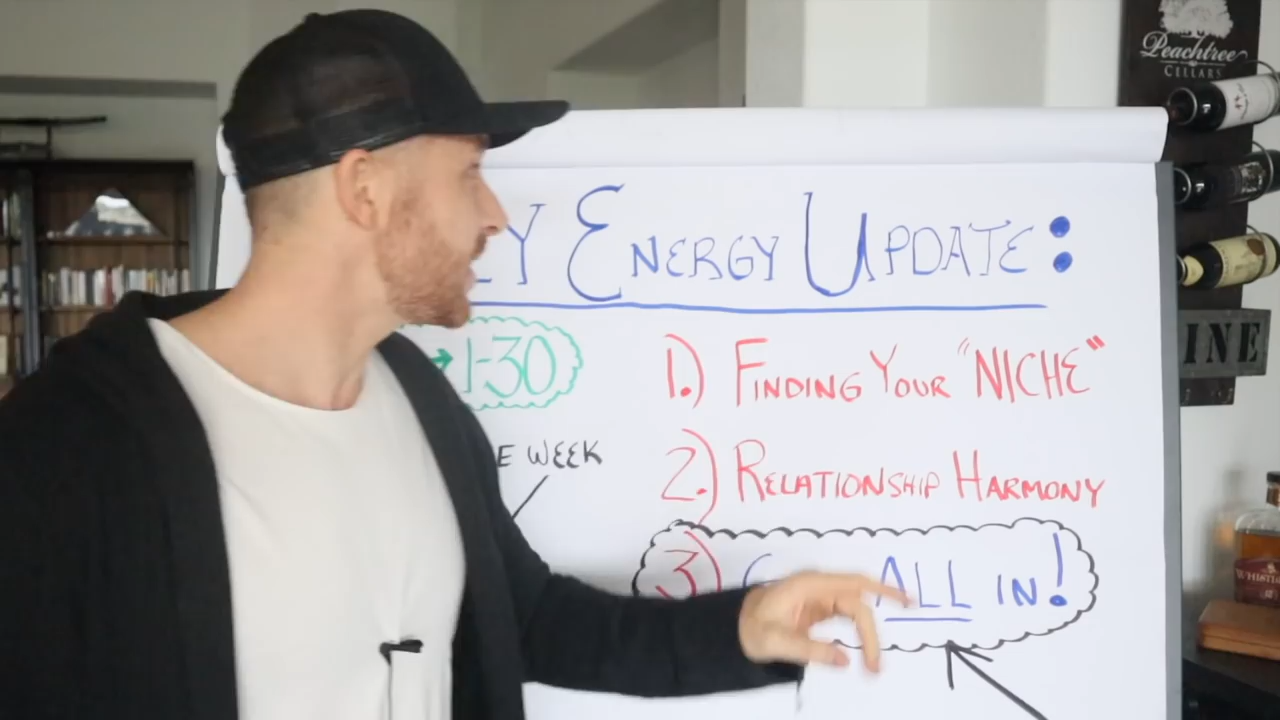 Peachtree
CELLARS
Y ENERGY UPDATE:
→ 1-30
1.) FINDING YOUR "NICHE"
E WEEK
2.) RELATIONSHIP HARMONY
3) ALL IN!
INE